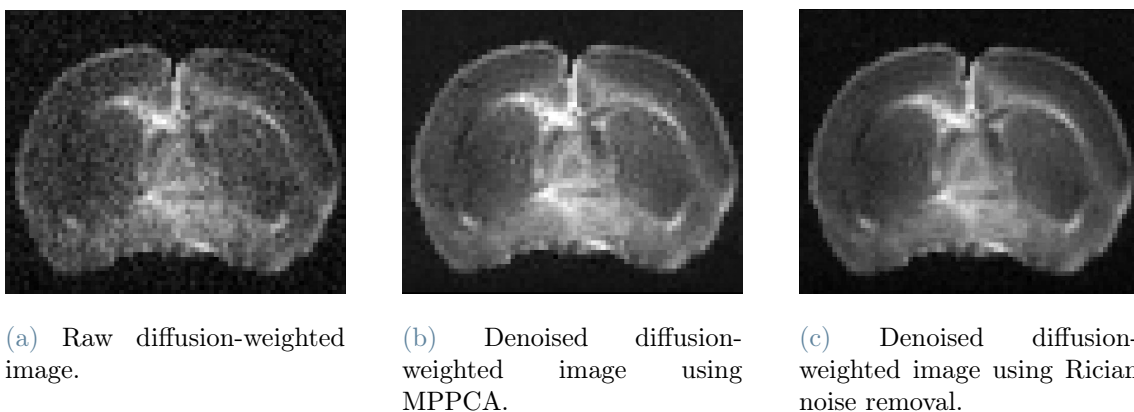 (a) Raw diffusion-weighted
image.
(b) Denoised diffusion-
weighted image using
MPPCA.
(c) Denoised diffusion-
weighted image using Rician
noise removal.